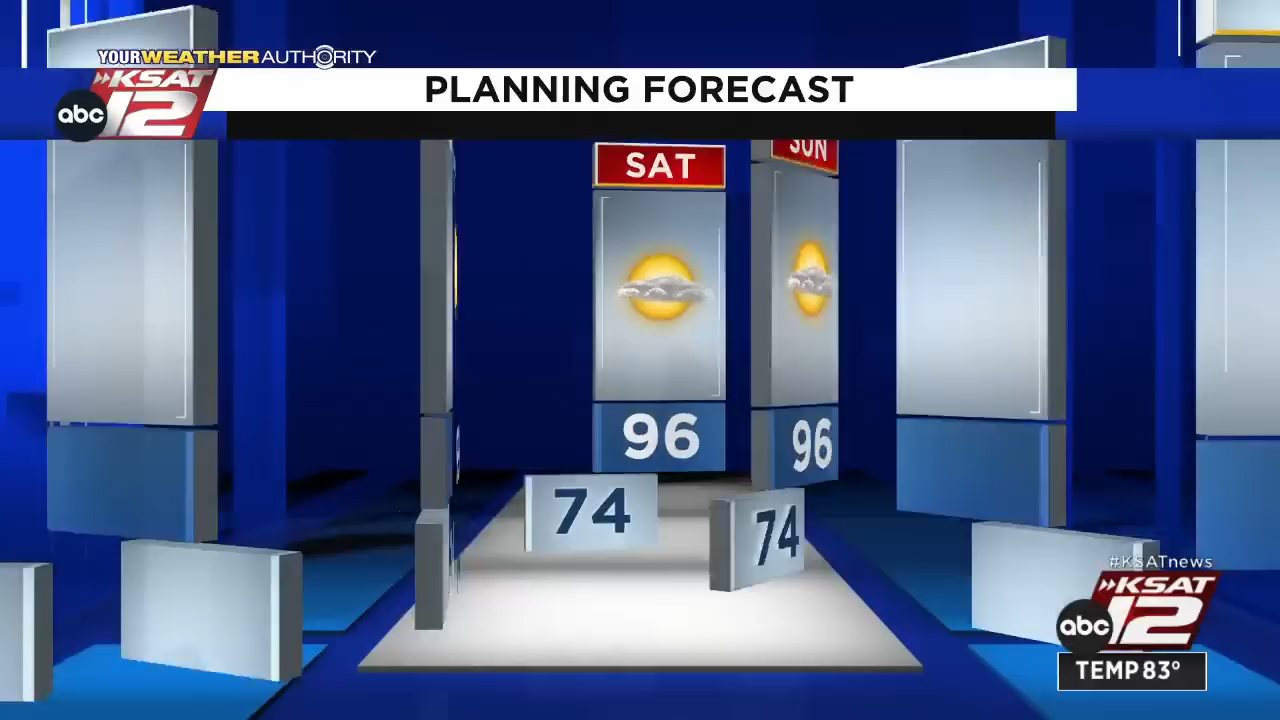 YOUR WEATHER AUTHORITY
KSAT
abc 12
PLANNING FORECAST
SAT
SUN
96
96
74
74
#KSATnews
KSAT
abc 12
TEMP 83°